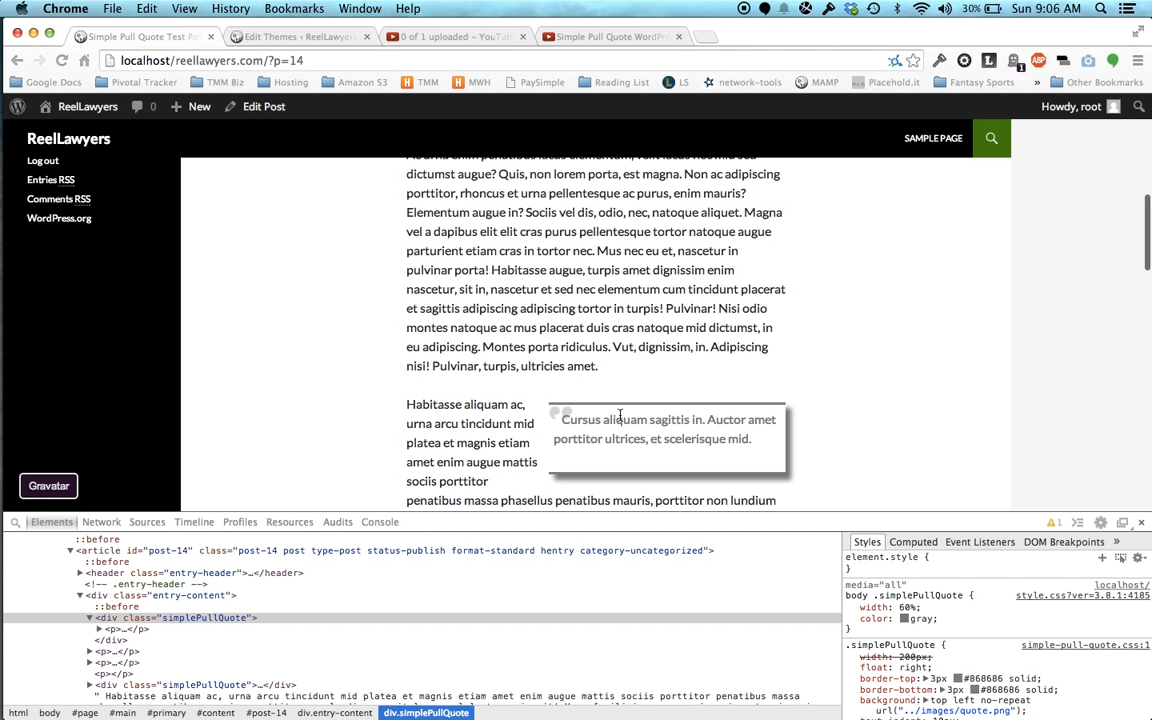 Chrome File Edit View History Bookmarks Window Help 30% Sun 9:06 AM
Simple Pull Quote Test Po Edit Themes ‹ ReelLawyers 0 of 1 uploaded – YouTub Simple Pull Quote WordPr
localhost/reellawyers.com/?p=14
Google Docs Pivotal Tracker TMM Biz Hosting Amazon S3 TMM MWH PaySimple Reading List LS network-tools MAMP Placehold.it Fantasy Sports » Other Bookmarks
ReelLawyers 0 New Edit Post Howdy, root
ReelLawyers SAMPLE PAGE
Log out
Entries RSS
Comments RSS
WordPress.org
dictumst augue? Quis, non lorem porta, est magna. Non ac adipiscing
porttitor, rhoncus et urna pellentesque ac purus, enim mauris?
Elementum augue in? Sociis vel dis, odio, nec, natoque aliquet. Magna
vel a dapibus elit elit cras purus pellentesque tortor natoque augue
parturient etiam cras in tortor nec. Mus nec eu et, nascetur in
pulvinar porta! Habitasse augue, turpis amet dignissim enim
nascetur, sit in, nascetur et sed nec elementum cum tincidunt placerat
et sagittis adipiscing adipiscing tortor in turpis! Pulvinar! Nisi odio
montes natoque ac mus placerat duis cras natoque mid dictumst, in
eu adipiscing. Montes porta ridiculus. Vut, dignissim, in. Adipiscing
nisi! Pulvinar, turpis, ultricies amet.
Habitasse aliquam ac,
urna arcu tincidunt mid
platea et magnis etiam
amet enim augue mattis
sociis porttitor
penatibus massa phasellus penatibus mauris, porttitor non lundium
Cursus aliquam sagittis in. Auctor amet
porttitor ultrices, et scelerisque mid.
Gravatar
Elements Network Sources Timeline Profiles Resources Audits Console 1
::before
▼<article id="post-14" class="post-14 post type-post status-publish format-standard hentry category-uncategorized">
::before
▶<header class="entry-header">…</header>
<!-- .entry-header -->
▼<div class="entry-content">
::before
▼<div class="simplePullQuote">
▶<p>…</p>
</div>
▶<p>…</p>
▶<p>…</p>
<p></p>
▶<div class="simplePullQuote">…</div>
" Habitasse aliquam ac, urna arcu tincidunt mid platea et magnis etiam amet enim augue mattis sociis porttitor penatibus
html body #page #main #primary #content #post-14 div.entry-content div.simplePullQuote
Styles Computed Event Listeners DOM Breakpoints »
element.style {
}
media="all" localhost/
body .simplePullQuote { style.css?ver=3.8.1:4185
width: 60%;
color: gray;
}
.simplePullQuote { simple-pull-quote.css:1
width: 200px;
float: right;
border-top: 3px #868686 solid;
border-bottom: 3px #868686 solid;
background: top left no-repeat
url("../images/quote.png");